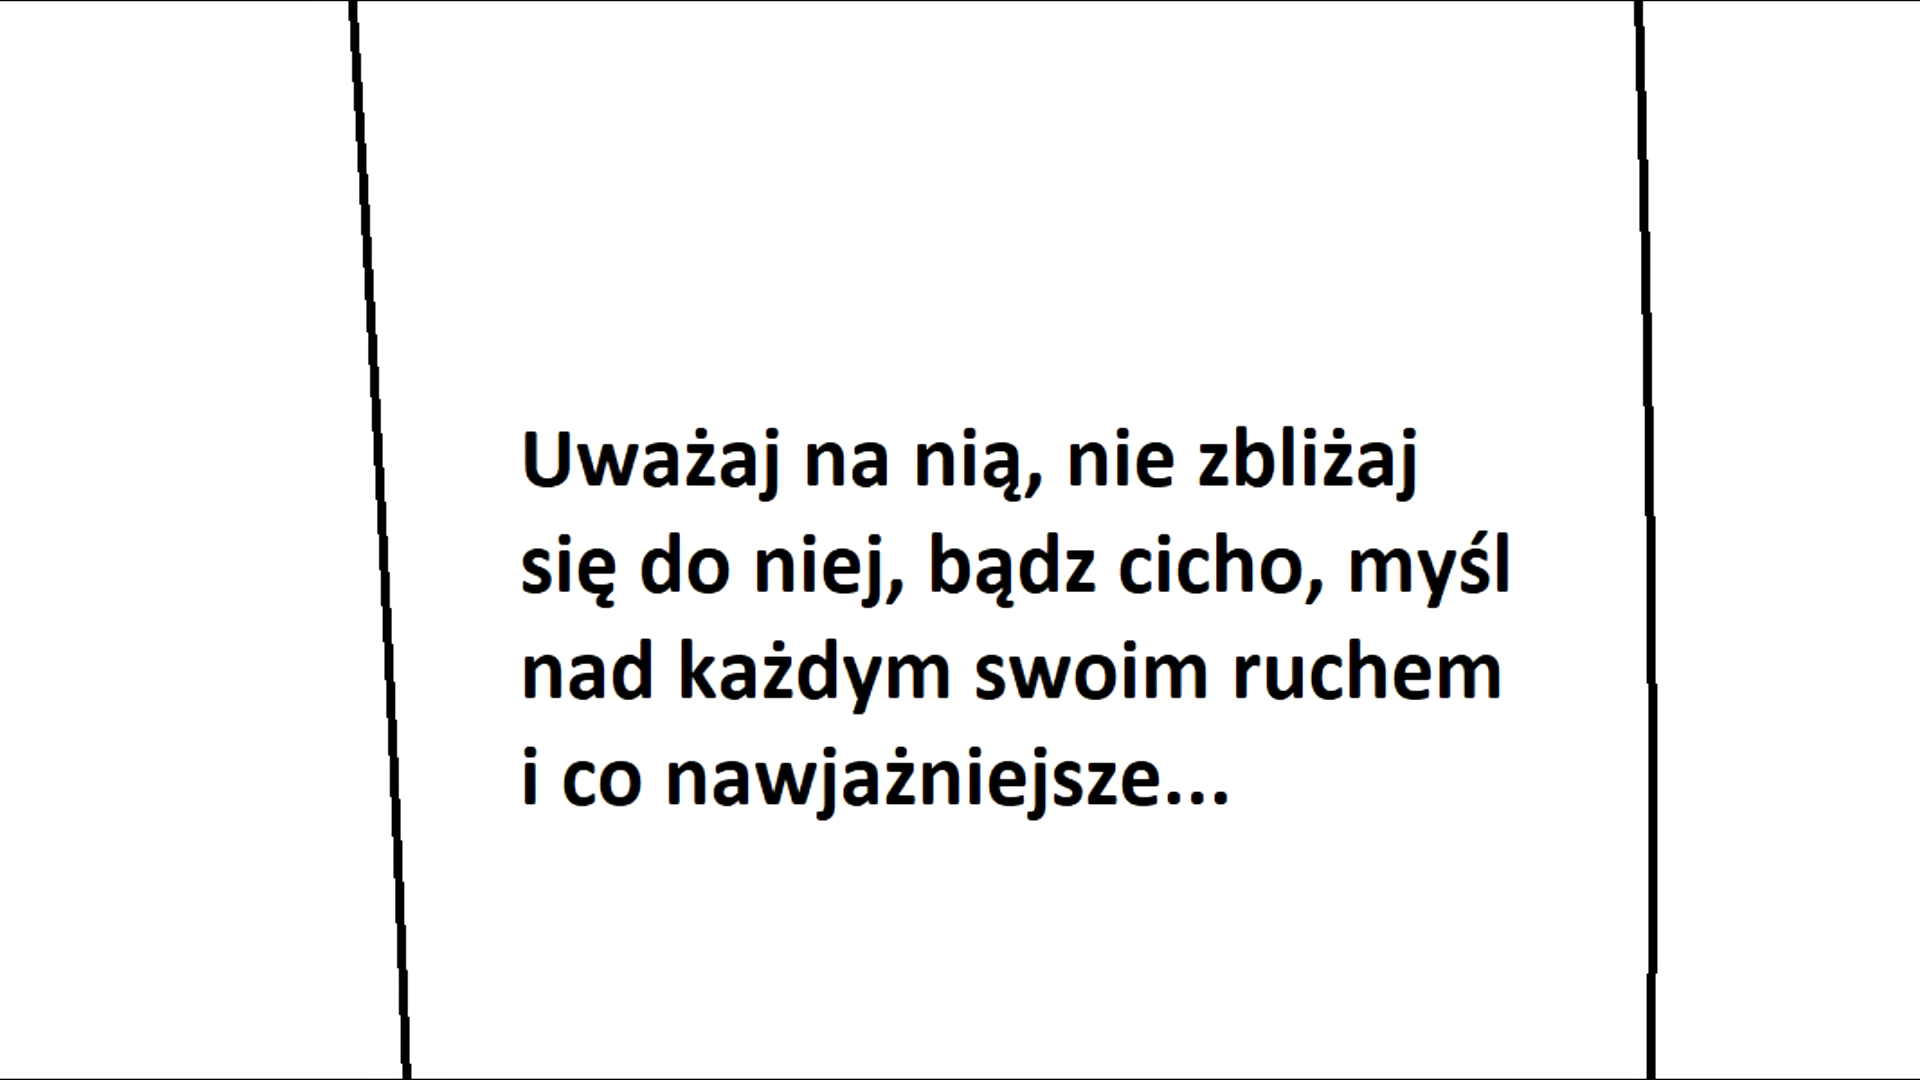 Uważaj na nią, nie zbliżaj
się do niej, bądz cicho, myśl
nad każdym swoim ruchem
i co nawjażniejsze...